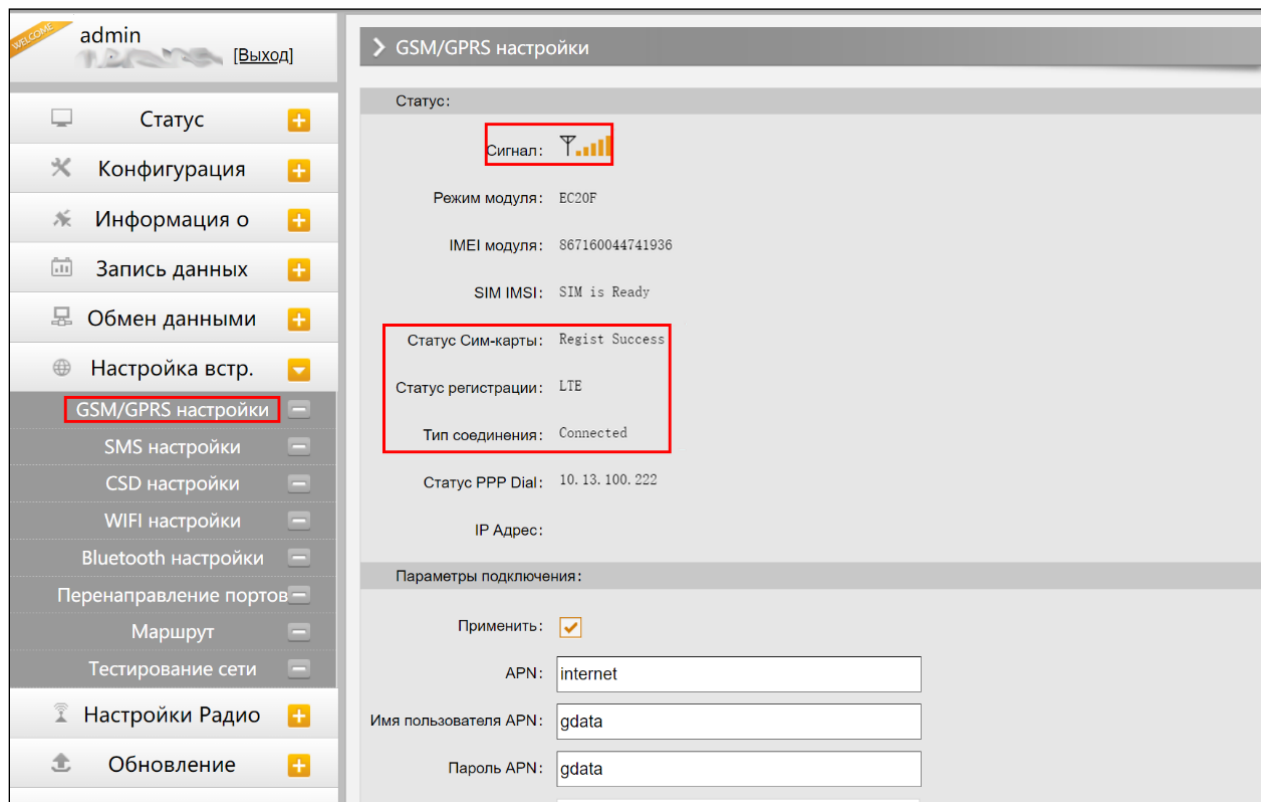 WELCOME
admin
[Выход]
Статус
Конфигурация
Информация о
Запись данных
Обмен данными
Настройка встр.
GSM/GPRS настройки
SMS настройки
CSD настройки
WIFI настройки
Bluetooth настройки
Перенаправление портов
Маршрут
Тестирование сети
Настройки Радио
Обновление
GSM/GPRS настройки
Статус:
Сигнал:
Режим модуля: EC20F
IMEI модуля: 867160044741936
SIM IMSI: SIM is Ready
Статус Сим-карты: Regist Success
Статус регистрации: LTE
Тип соединения: Connected
Статус PPP Dial: 10.13.100.222
IP Адрес:
Параметры подключения:
Применить:
APN: internet
Имя пользователя APN: gdata
Пароль APN: gdata